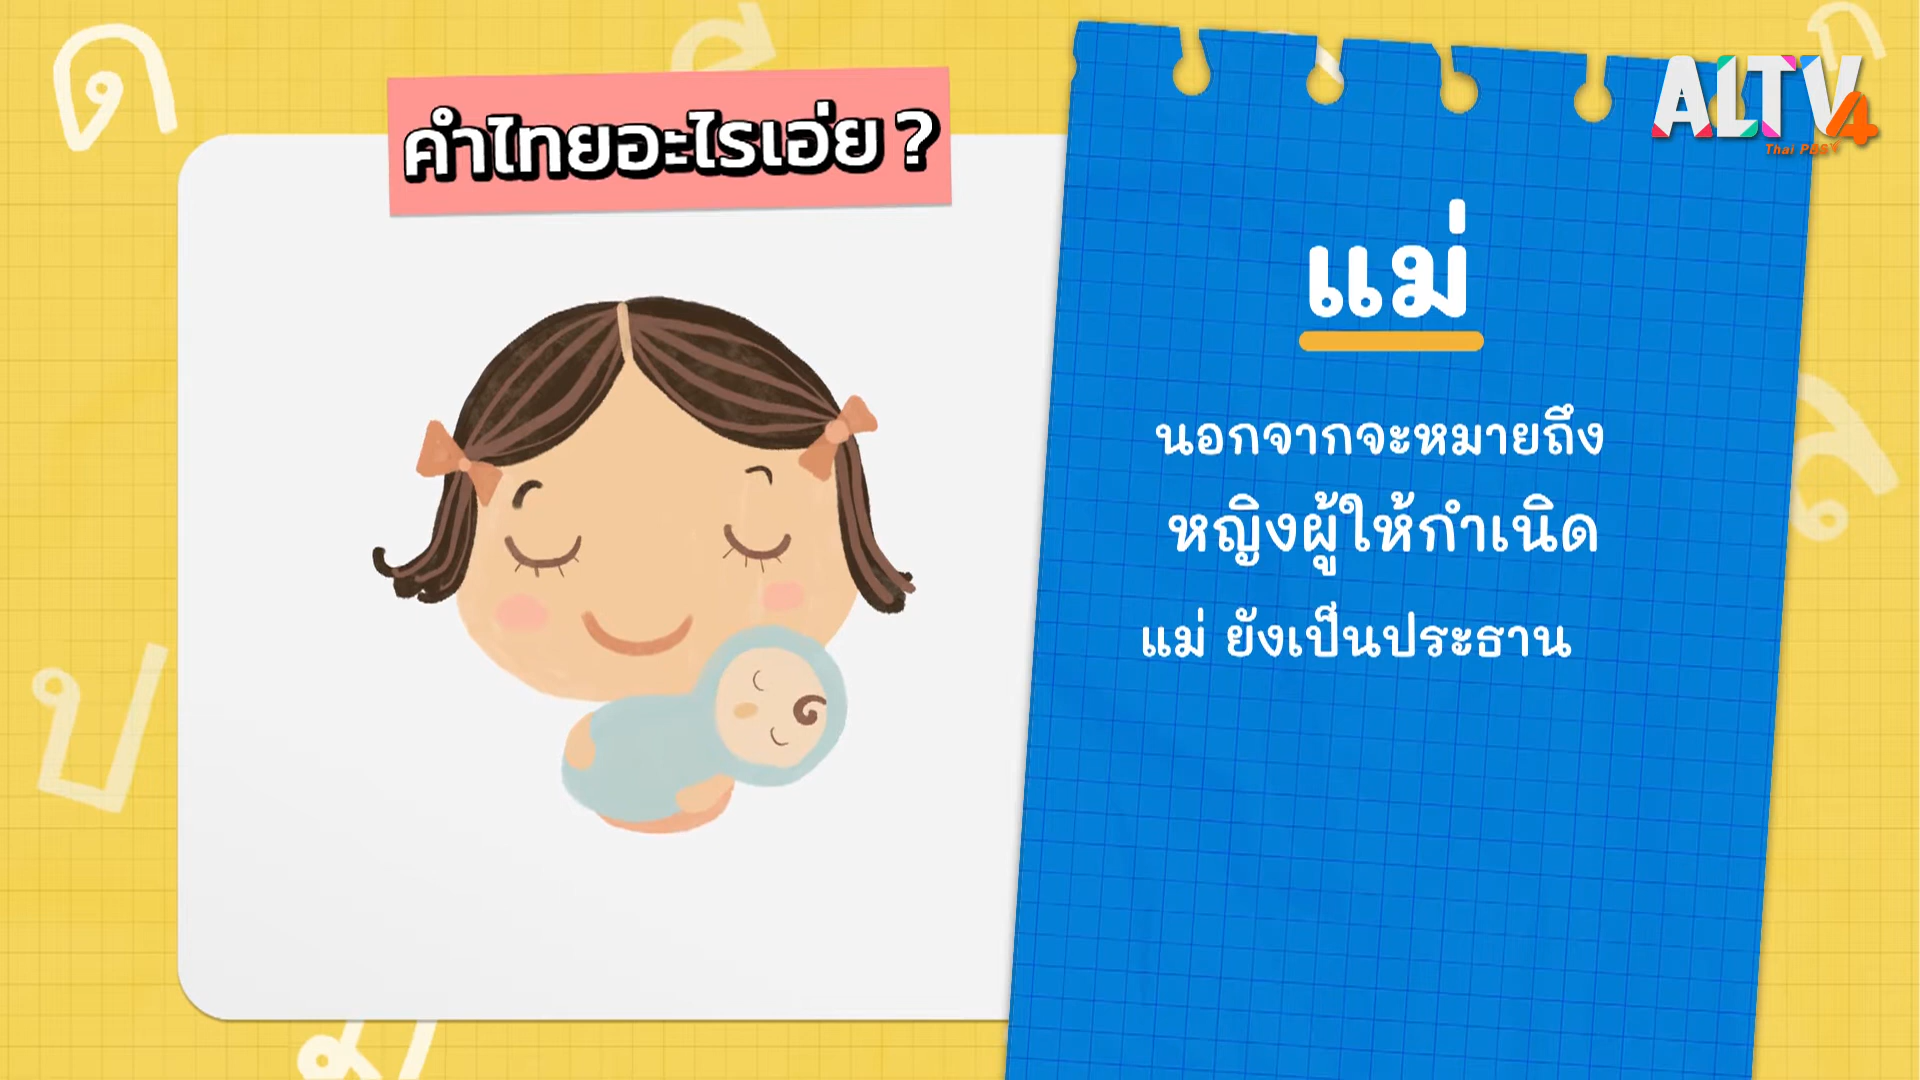 คำไทยอะไรเอ่ย ?
ALTV4
Thai PBS
แม่
นอกจากจะหมายถึง
หญิงผู้ให้กำเนิด
แม่ ยังเป็นประธาน